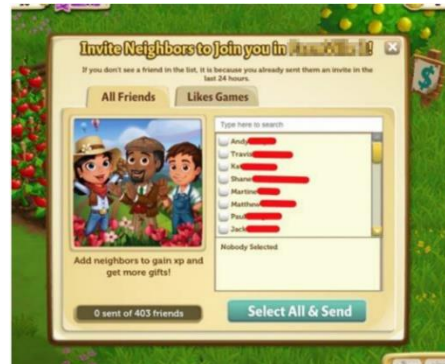 Invite Neighbors to Join you in
If you don't see a friend in the list, it is because you already sent them an invite in the
last 24 hours.
All Friends
Likes Games
Type here to search
Andy
Travis
Ka
Shane
Martine
Matthew
Paul
Jack
Nobody Selected
Add neighbors to gain xp and
get more gifts!
0 sent of 403 friends
Select All & Send